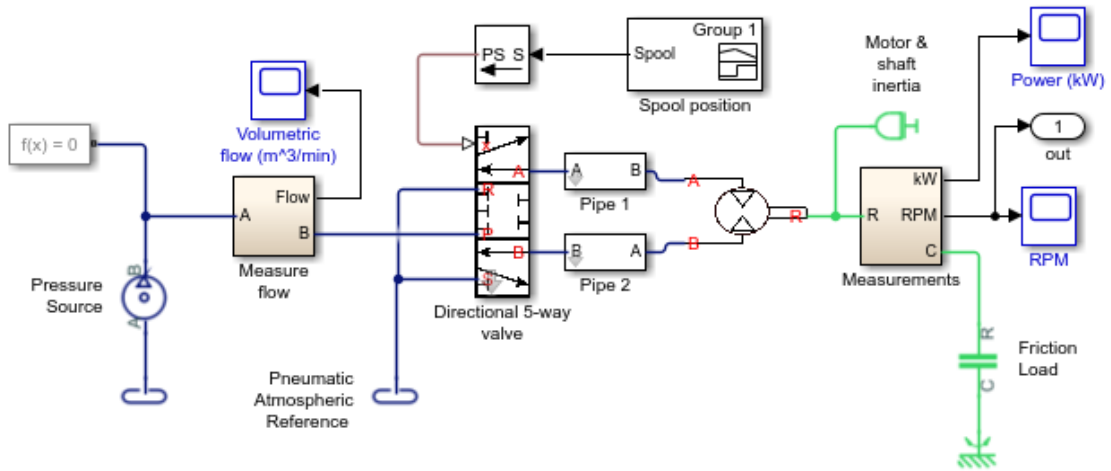 Group 1
Spool
Spool position
PS S
Motor &
shaft
inertia
Power (kW)
1
out
RPM
f(x) = 0
Volumetric
flow (m^3/min)
A
Flow
B
Measure
flow
B
A
Pressure
Source
Pneumatic
Atmospheric
Reference
X
A
R
P
B
S
Directional 5-way
valve
A
B
Pipe 1
B
A
Pipe 2
A
B
R
R
kW
RPM
C
Measurements
R
C
Friction
Load